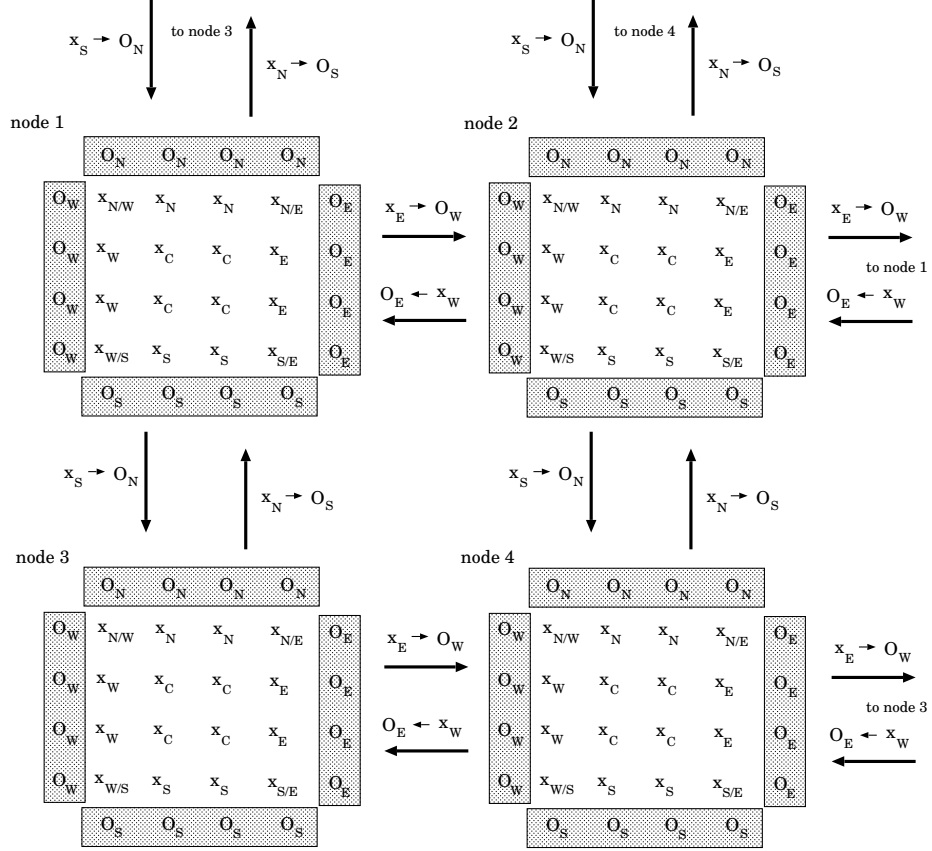 x_S → O_N to node 3 x_N → O_S x_S → O_N to node 4 x_N → O_S
node 1 node 2
O_N O_N O_N O_N O_N O_N O_N O_N
O_W x_N/W x_N x_N x_N/E O_E x_E → O_W O_W x_N/W x_N x_N x_N/E O_E x_E → O_W
O_W x_W x_C x_C x_E O_E O_W x_W x_C x_C x_E O_E
to node 1
O_W x_W x_C x_C x_E O_E O_E ← x_W O_W x_W x_C x_C x_E O_E O_E ← x_W
O_W x_W/S x_S x_S x_S/E O_E O_W x_W/S x_S x_S x_S/E O_E
O_S O_S O_S O_S O_S O_S O_S O_S
x_S → O_N x_N → O_S x_S → O_N x_N → O_S
node 3 node 4
O_N O_N O_N O_N O_N O_N O_N O_N
O_W x_N/W x_N x_N x_N/E O_E x_E → O_W O_W x_N/W x_N x_N x_N/E O_E x_E → O_W
O_W x_W x_C x_C x_E O_E O_W x_W x_C x_C x_E O_E
to node 3
O_W x_W x_C x_C x_E O_E O_E ← x_W O_W x_W x_C x_C x_E O_E O_E ← x_W
O_W x_W/S x_S x_S x_S/E O_E O_W x_W/S x_S x_S x_S/E O_E
O_S O_S O_S O_S O_S O_S O_S O_S